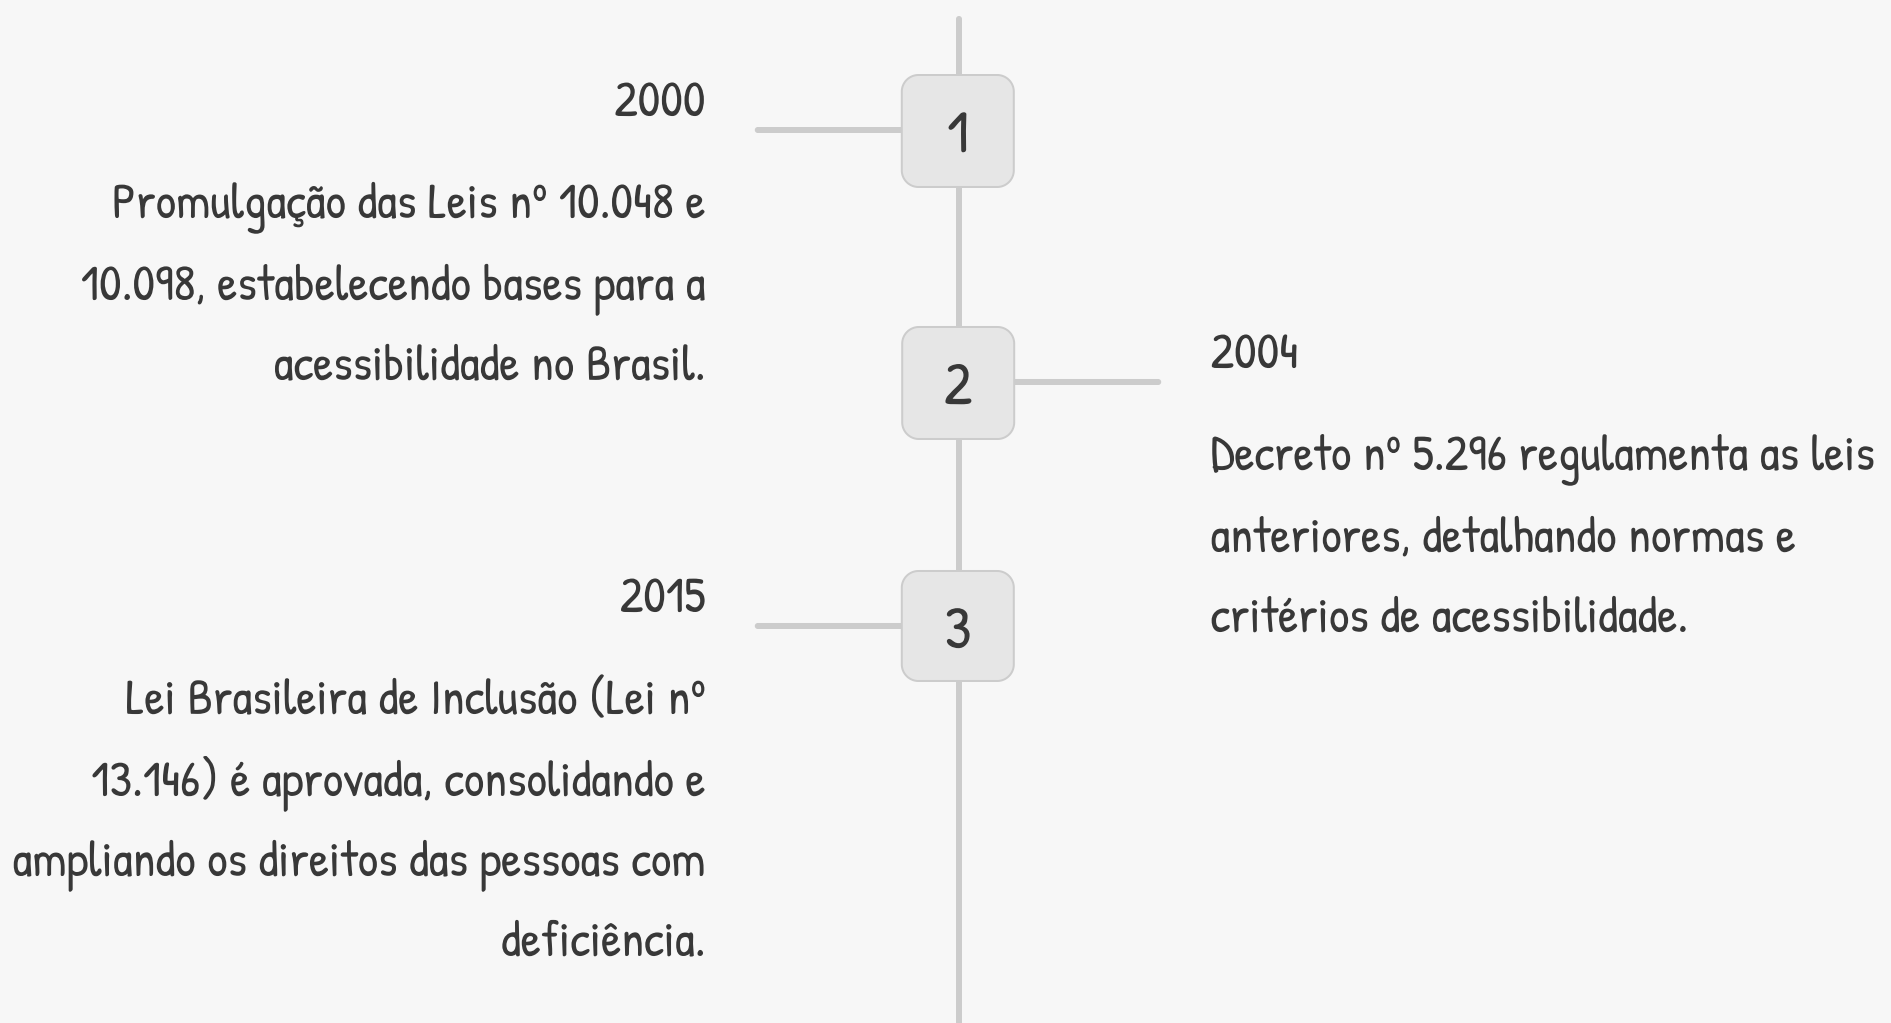 1
2000
Promulgação das Leis nº 10.048 e
10.098, estabelecendo bases para a
acessibilidade no Brasil.
2
2004
Decreto nº 5.296 regulamenta as leis
anteriores, detalhando normas e
critérios de acessibilidade.
3
2015
Lei Brasileira de Inclusão (Lei nº
13.146) é aprovada, consolidando e
ampliando os direitos das pessoas com
deficiência.